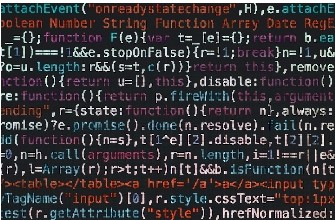 attachEvent("onreadystatechange",H),e.attache
oolean Number String Function Array Date RegE
_={};function F(e){var t=_[e]={};return b.ea
t[1])===!1&&e.stopOnFalse){r=!1;break}n=!1,u&
?o=u.length:r&&(s=t,c(r))}return this},remove
nction(){return u=[],this},disable:function()
re:function(){return p.fireWith(this,argument
ending",r={state:function(){return n},always:
romise)?e.promise().done(n.resolve).fail(n.re
dd(function(){n=s},t[1^e][2].disable,t[2][2].
=0,n=h.call(arguments),r=n.length,i=1!==r||e&
(r),l=Array(r);r>t;t++)n[t]&&b.isFunction(n[t
><table></table><a href='/a'>a</a><input typ
yTagName("input")[0],r.style.cssText="top:1px
test(r.getAttribute("style")),hrefNormalized